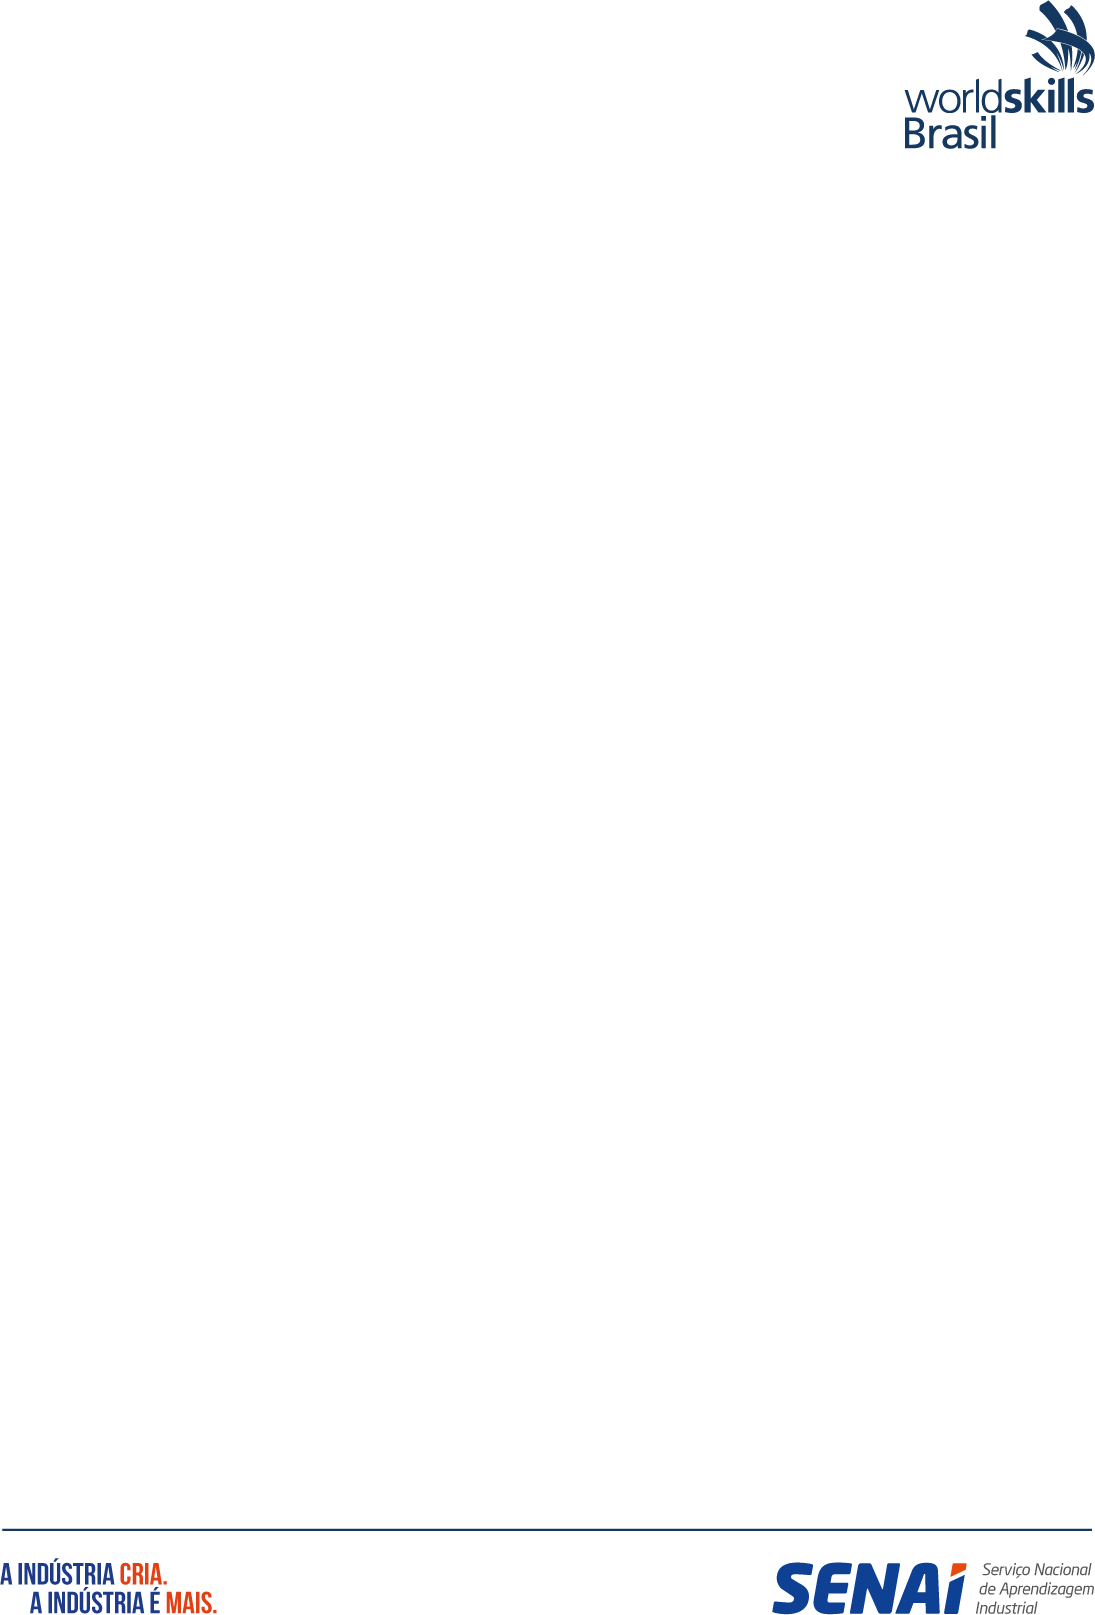 worldskills
Brasil
A INDÚSTRIA CRIA.
A INDÚSTRIA É MAIS.
SENAI
Serviço Nacional
de Aprendizagem
Industrial